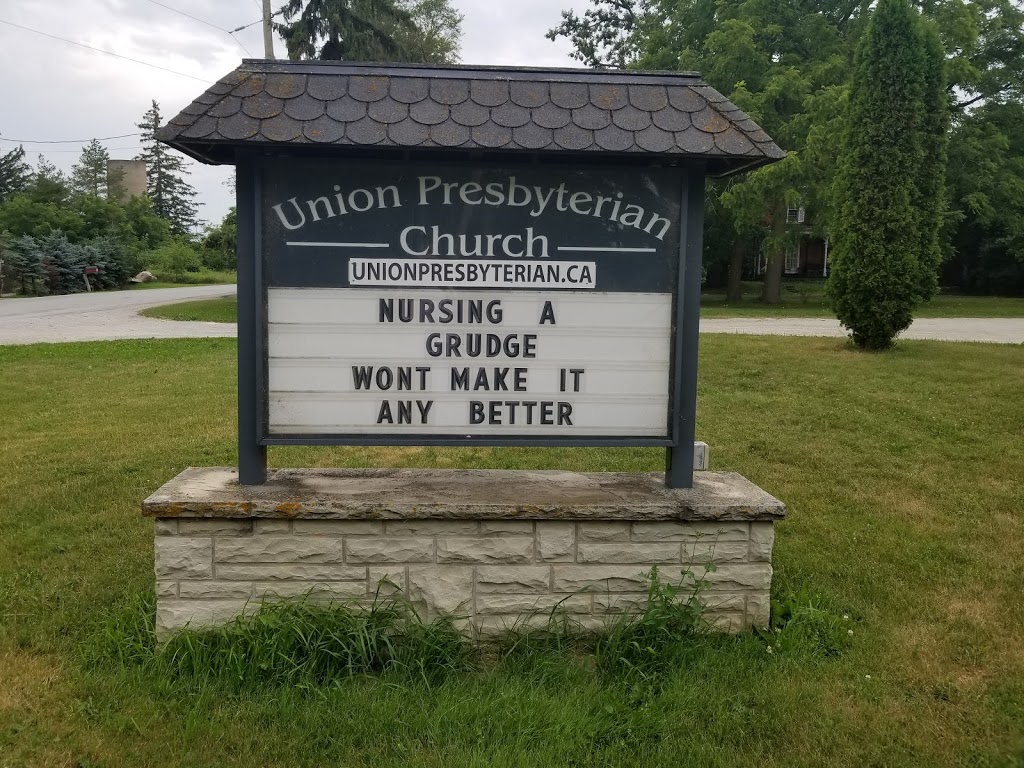 Union Presbyterian
Church
UNIONPRESBYTERIAN.CA
NURSING A
GRUDGE
WONT MAKE IT
ANY BETTER